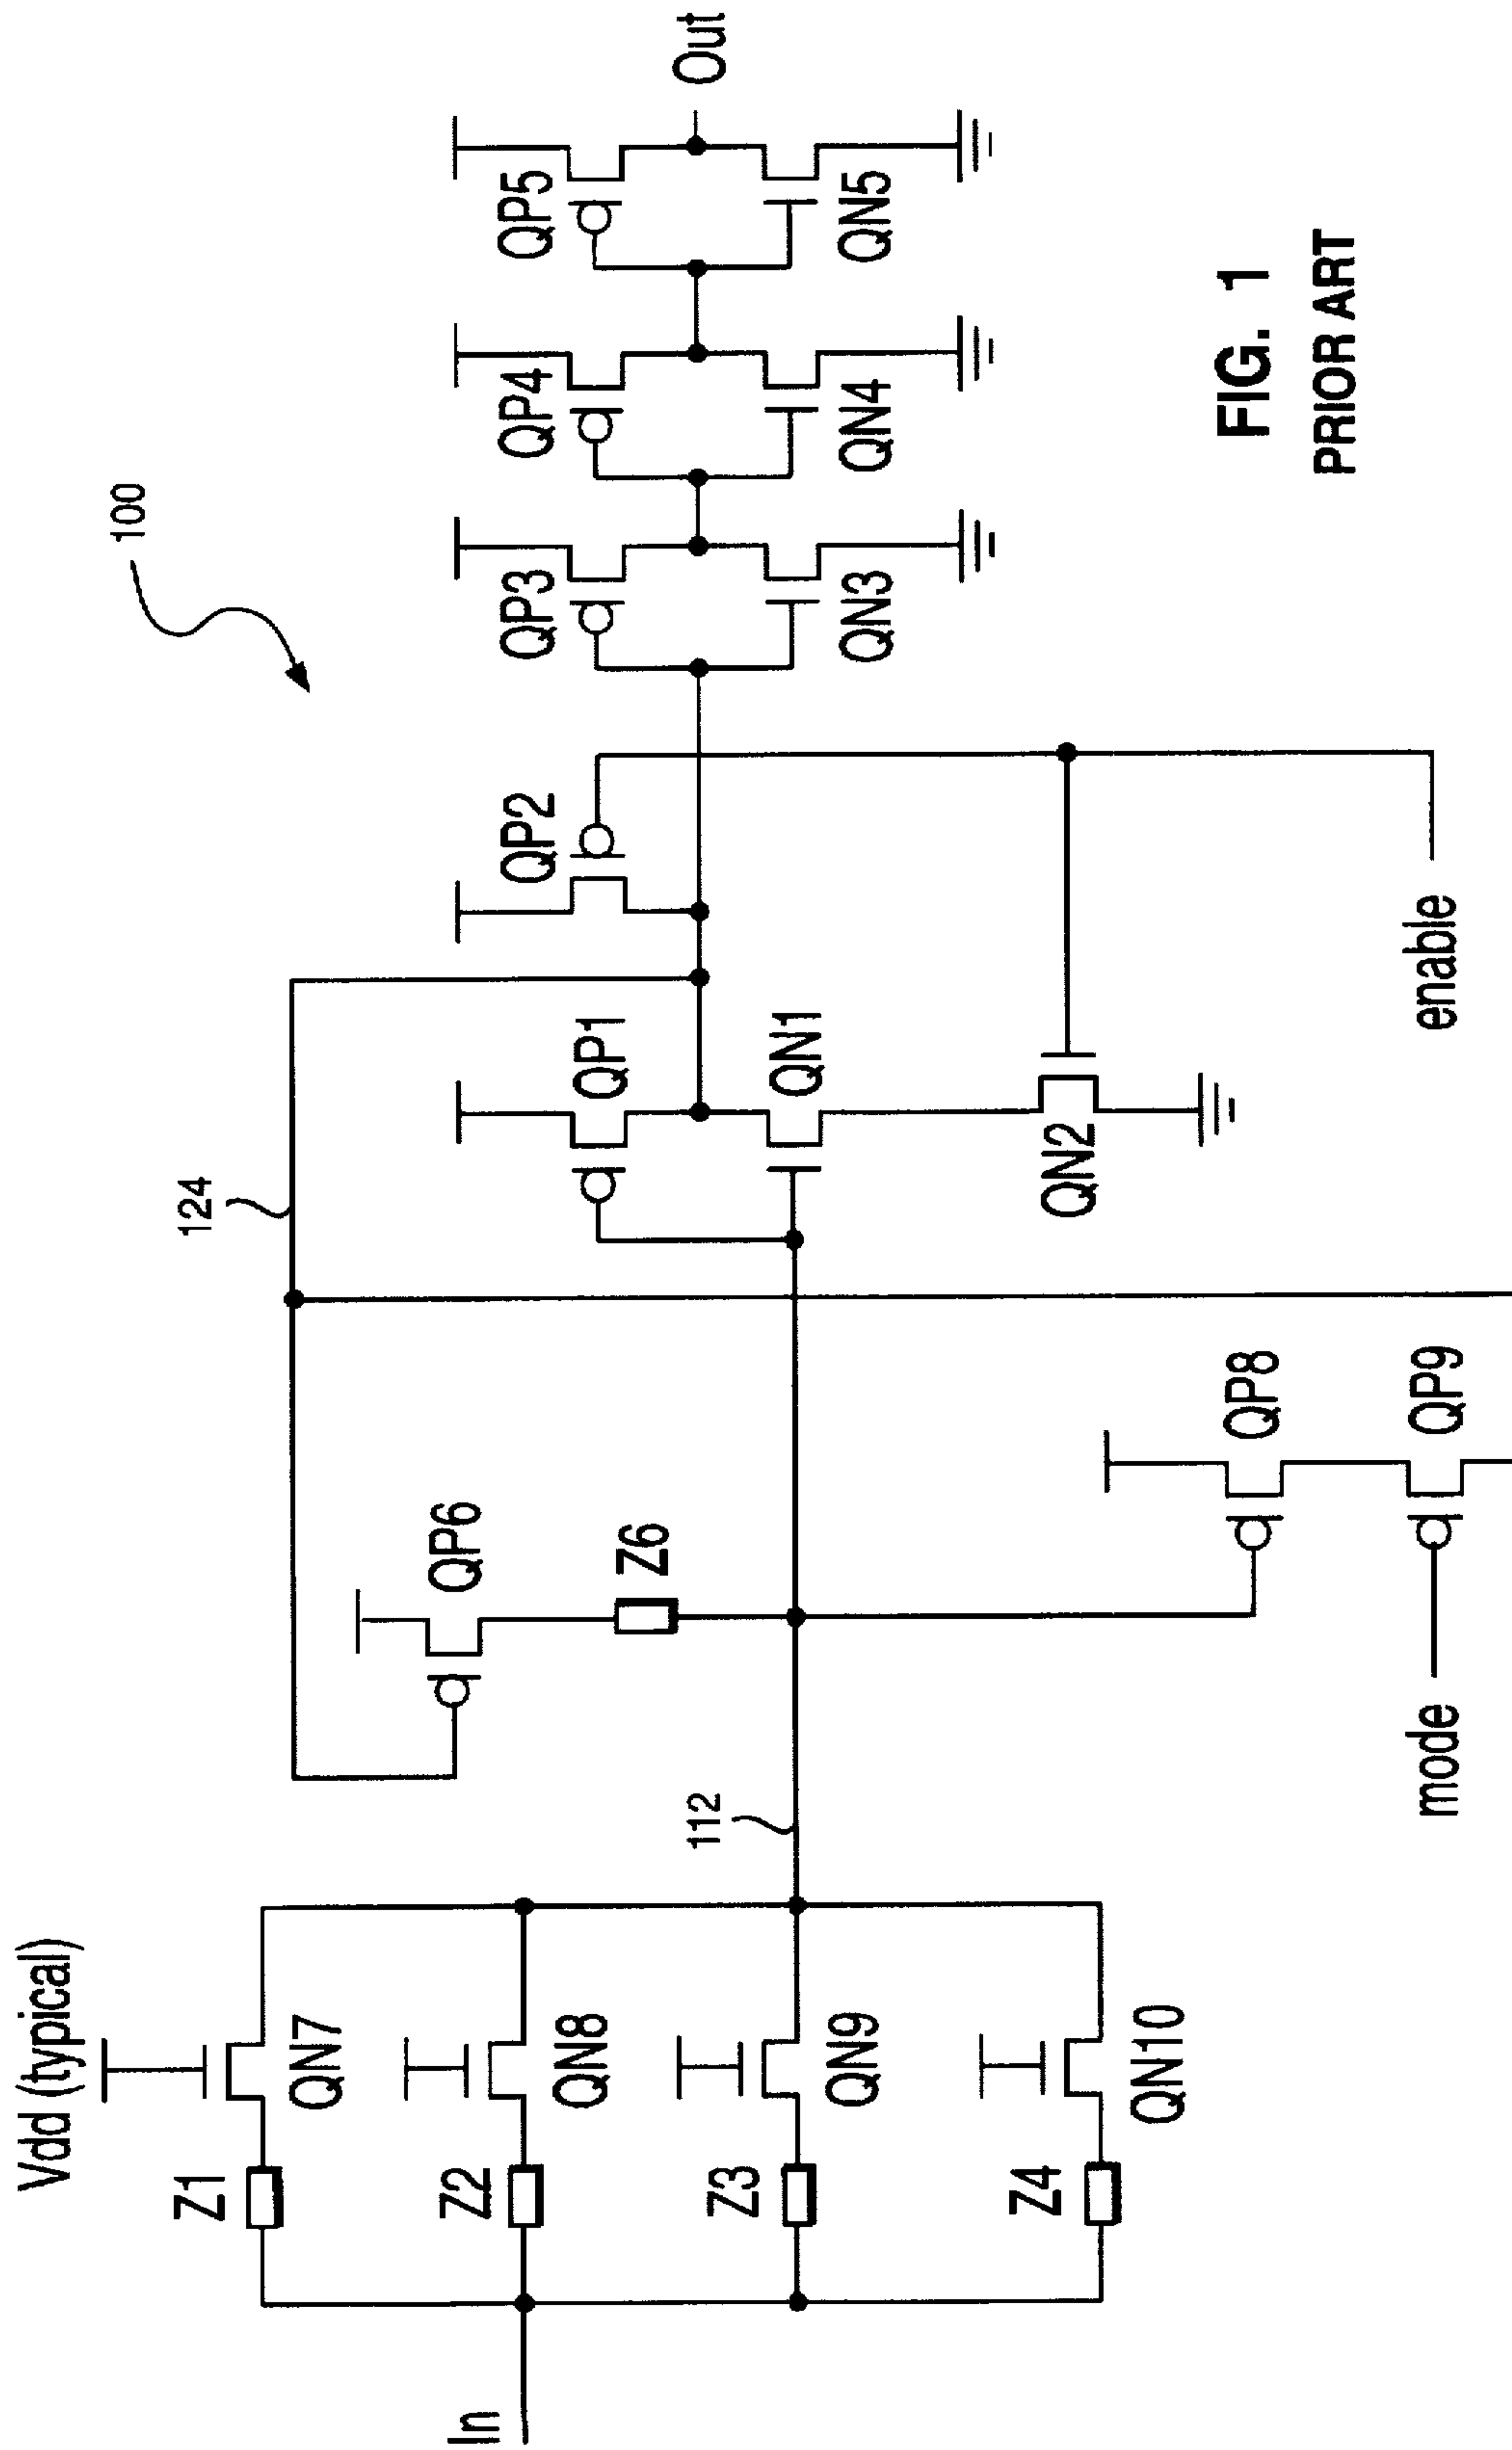 100
124
112
Vdd (typical)
In
Z1
QN7
Z2
QN8
Z3
QN9
Z4
QN10
QP6
Z6
QP1
QN1
QN2
QP2
QP3
QN3
QP4
QN4
QP5
QN5
Out
QP8
QP9
mode
enable
FIG. 1
PRIOR ART